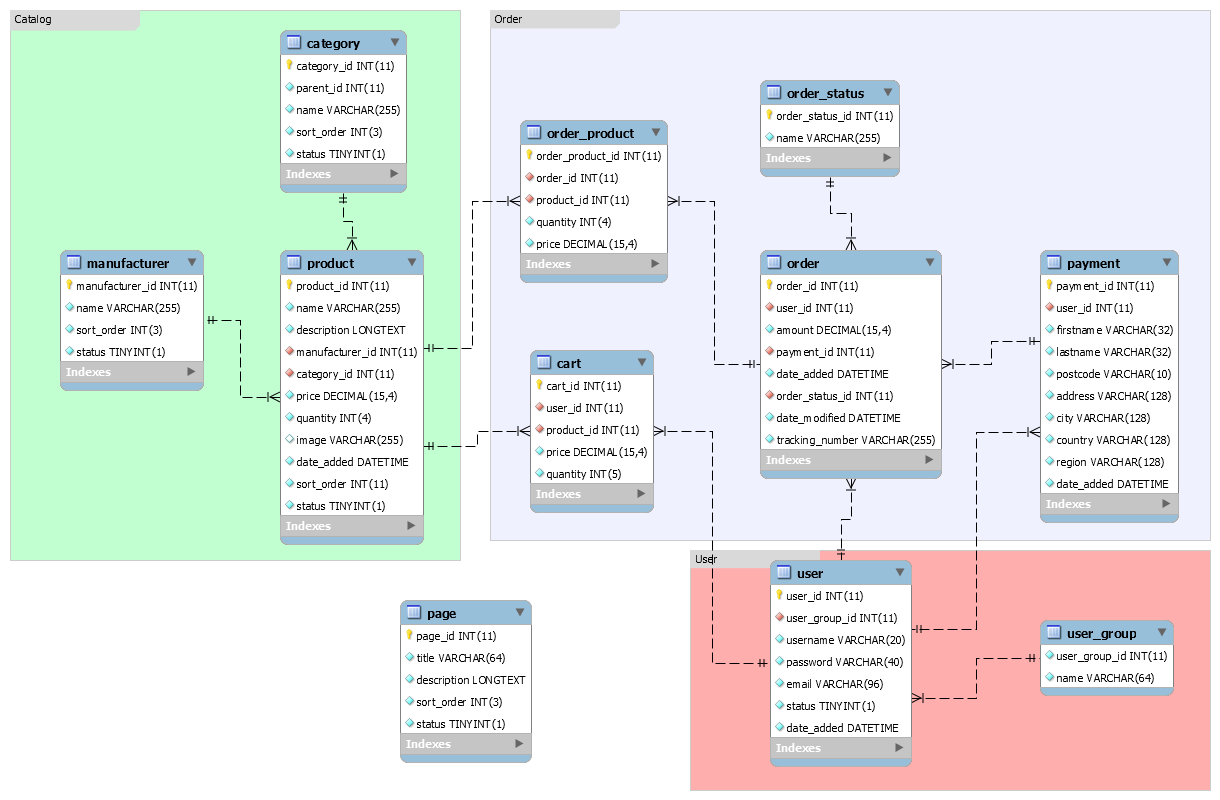 Catalog
category
category_id INT(11)
parent_id INT(11)
name VARCHAR(255)
sort_order INT(3)
status TINYINT(1)
Indexes
manufacturer
manufacturer_id INT(11)
name VARCHAR(255)
sort_order INT(3)
status TINYINT(1)
Indexes
product
product_id INT(11)
name VARCHAR(255)
description LONGTEXT
manufacturer_id INT(11)
category_id INT(11)
price DECIMAL(15,4)
quantity INT(4)
image VARCHAR(255)
date_added DATETIME
sort_order INT(11)
status TINYINT(1)
Indexes
Order
order_product
order_product_id INT(11)
order_id INT(11)
product_id INT(11)
quantity INT(4)
price DECIMAL(15,4)
Indexes
order_status
order_status_id INT(11)
name VARCHAR(255)
Indexes
cart
cart_id INT(11)
user_id INT(11)
product_id INT(11)
price DECIMAL(15,4)
quantity INT(5)
Indexes
order
order_id INT(11)
user_id INT(11)
amount DECIMAL(15,4)
payment_id INT(11)
date_added DATETIME
order_status_id INT(11)
date_modified DATETIME
tracking_number VARCHAR(255)
Indexes
payment
payment_id INT(11)
user_id INT(11)
firstname VARCHAR(32)
lastname VARCHAR(32)
postcode VARCHAR(10)
address VARCHAR(128)
city VARCHAR(128)
country VARCHAR(128)
region VARCHAR(128)
date_added DATETIME
Indexes
User
user
user_id INT(11)
user_group_id INT(11)
username VARCHAR(20)
password VARCHAR(40)
email VARCHAR(96)
status TINYINT(1)
date_added DATETIME
Indexes
user_group
user_group_id INT(11)
name VARCHAR(64)
page
page_id INT(11)
title VARCHAR(64)
description LONGTEXT
sort_order INT(3)
status TINYINT(1)
Indexes